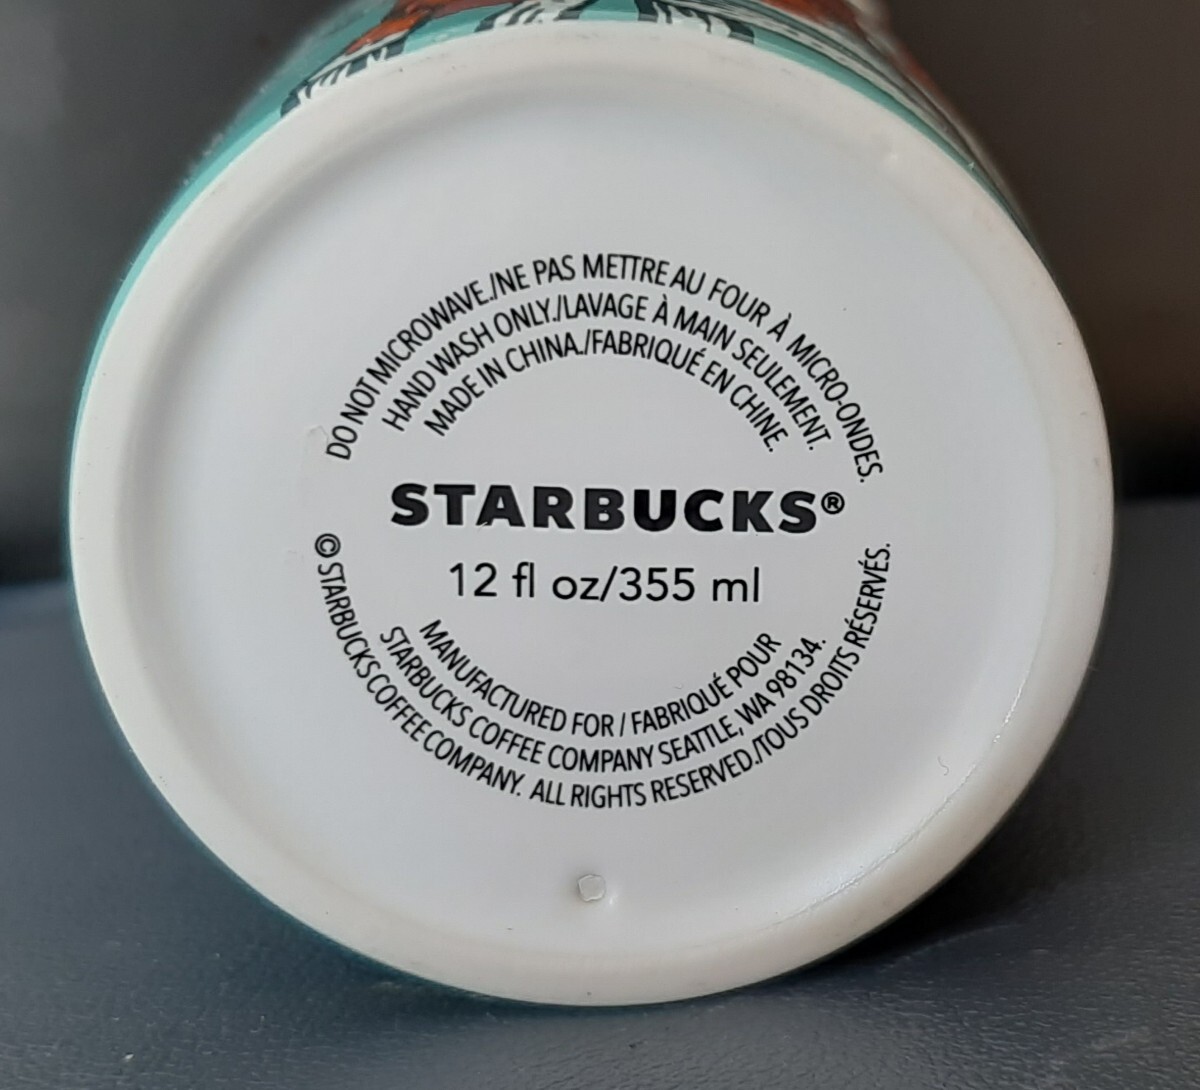 DO NOT MICROWAVE./NE PAS METTRE AU FOUR À MICRO-ONDES.
HAND WASH ONLY./LAVAGE À MAIN SEULEMENT.
MADE IN CHINA./FABRIQUÉ EN CHINE.
STARBUCKS®
12 fl oz/355 ml
MANUFACTURED FOR / FABRIQUÉ POUR
STARBUCKS COFFEE COMPANY SEATTLE, WA 98134.
© STARBUCKS COFFEE COMPANY. ALL RIGHTS RESERVED./TOUS DROITS RÉSERVÉS.